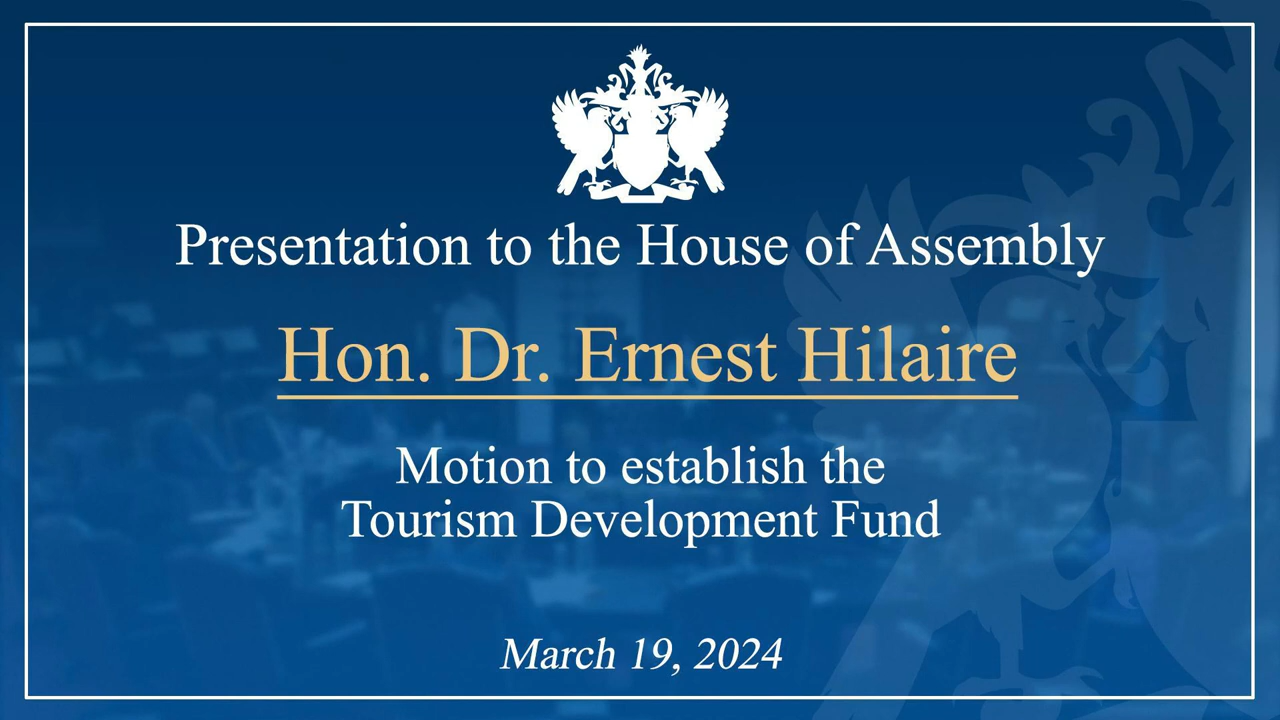 Presentation to the House of Assembly
Hon. Dr. Ernest Hilaire
Motion to establish the
Tourism Development Fund
March 19, 2024